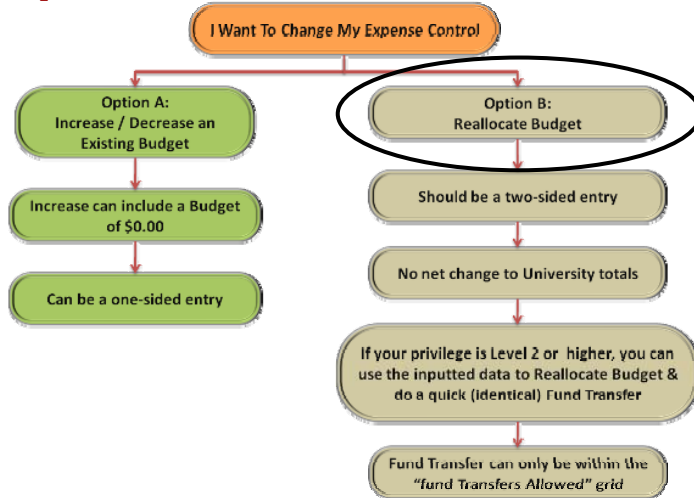 I Want To Change My Expense Control
Option A:
Increase / Decrease an
Existing Budget
Increase can include a Budget
of $0.00
Can be a one-sided entry
Option B:
Reallocate Budget
Should be a two-sided entry
No net change to University totals
If your privilege is Level 2 or higher, you can
use the inputted data to Reallocate Budget &
do a quick (identical) Fund Transfer
Fund Transfer can only be within the
"fund Transfers Allowed" grid